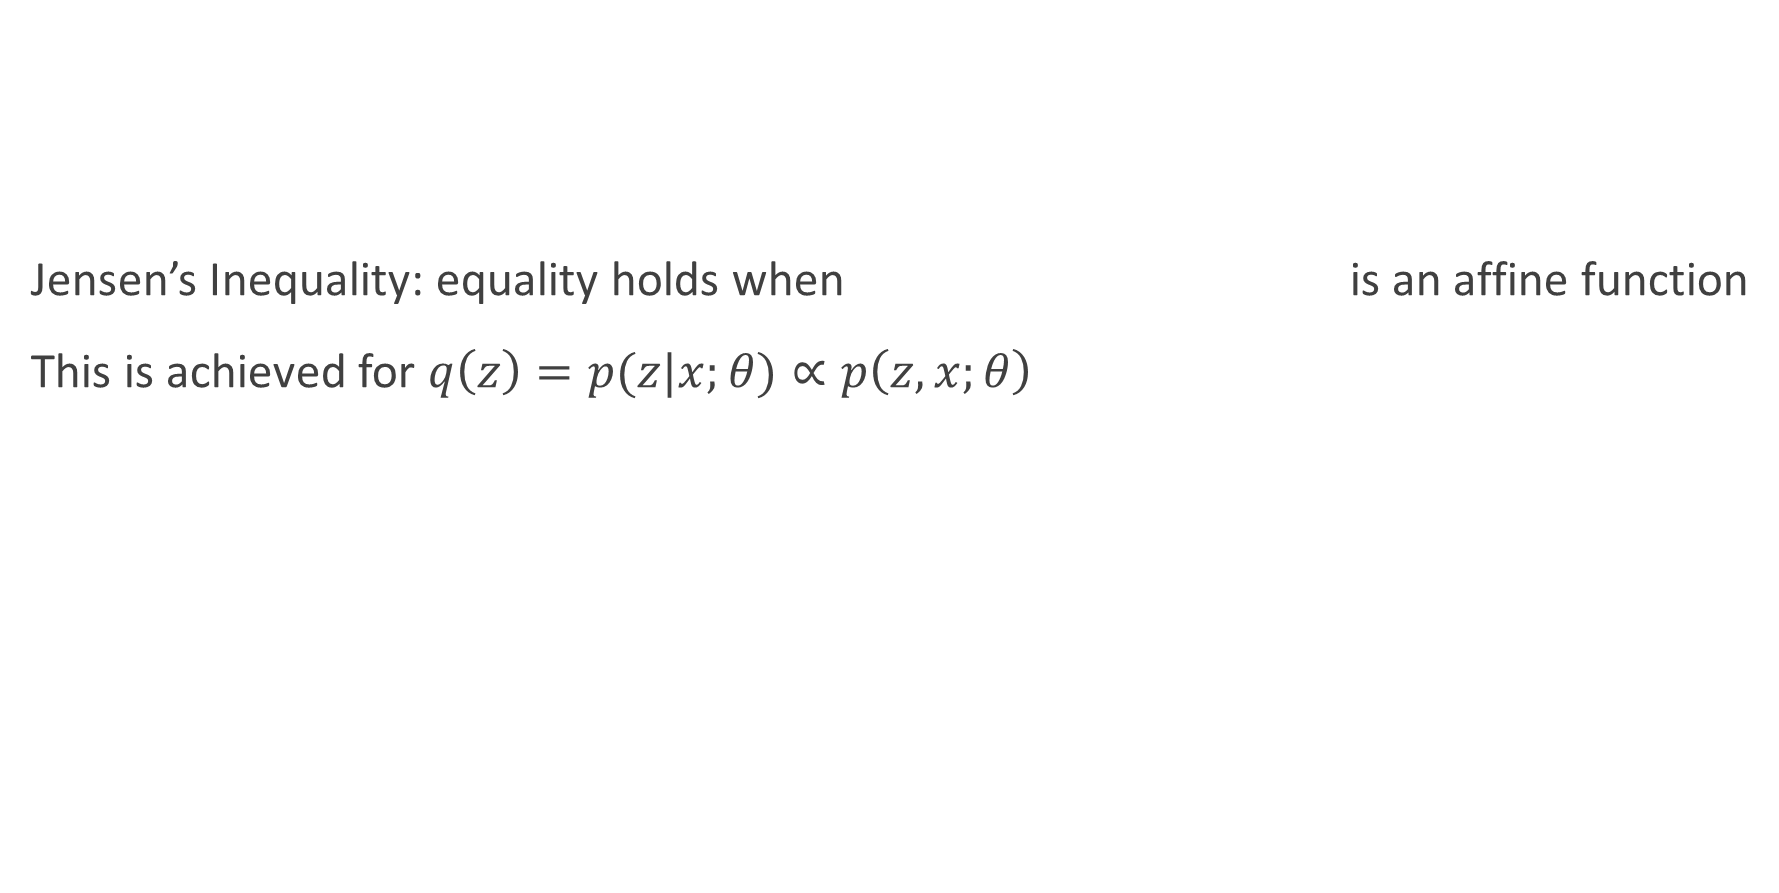 Jensen’s Inequality: equality holds when is an affine function
This is achieved for 𝑞(𝑧) = 𝑝(𝑧|𝑥; 𝜃) ∝ 𝑝(𝑧, 𝑥; 𝜃)